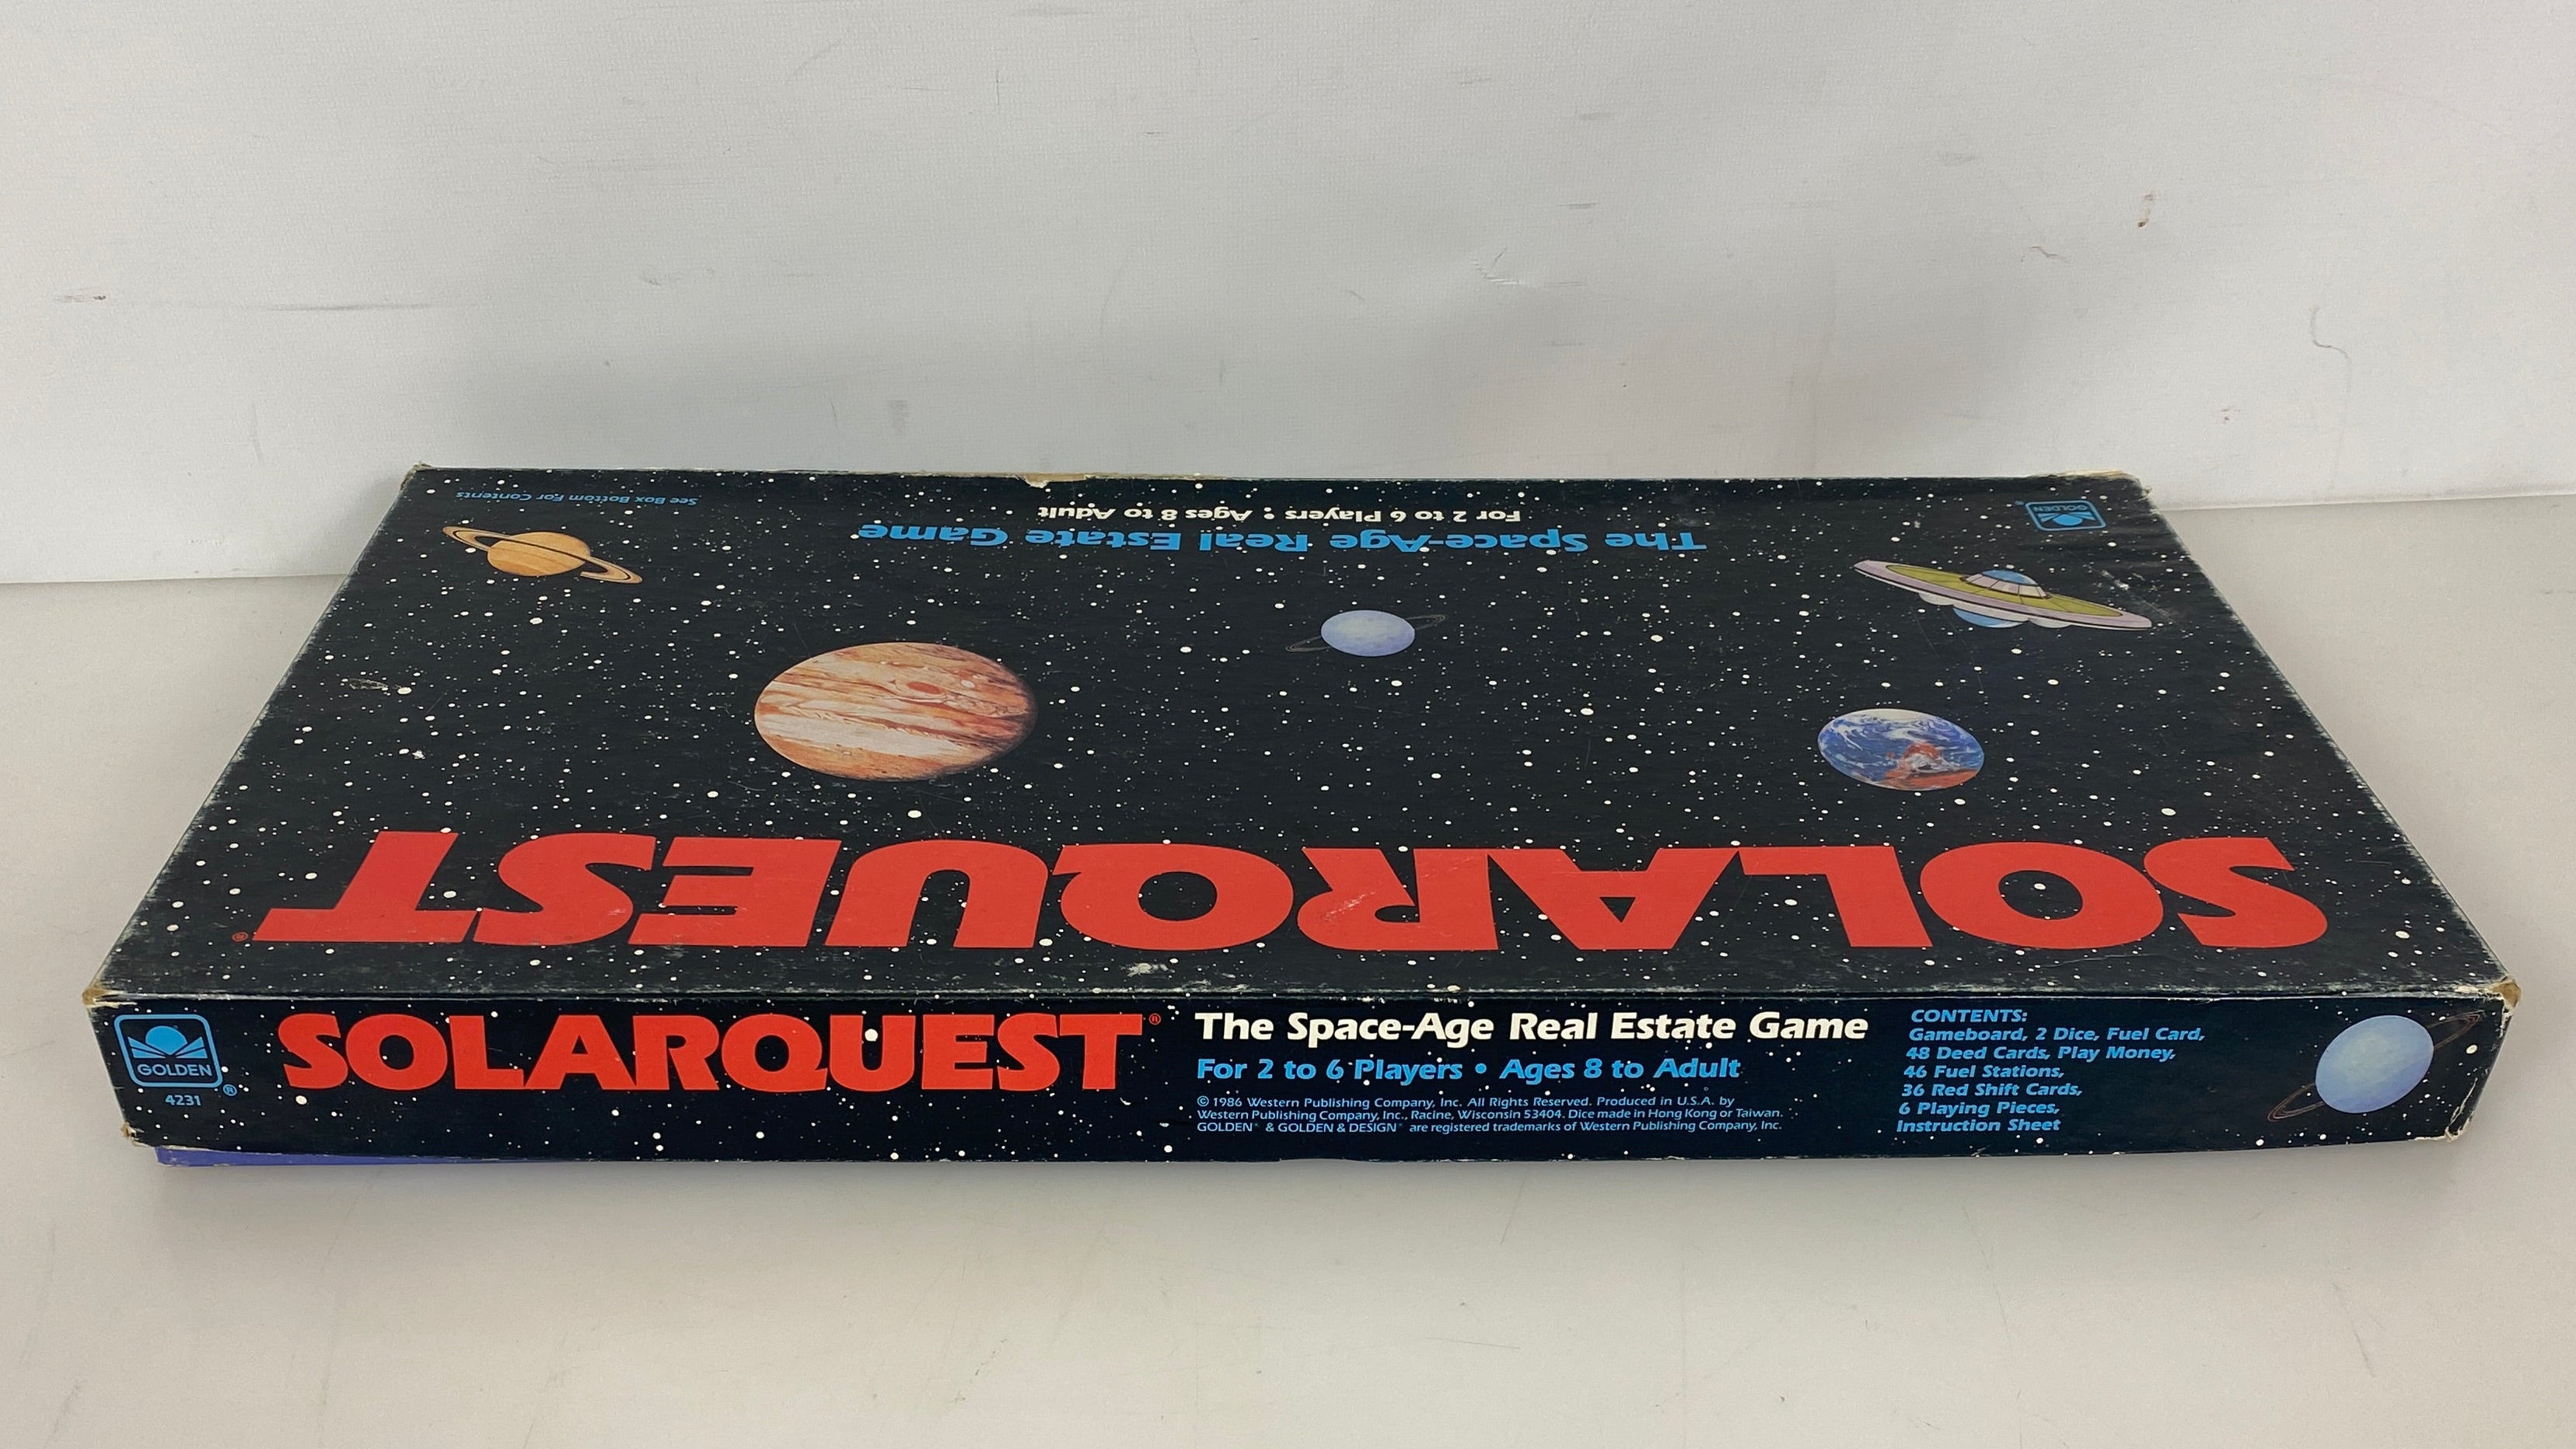 See Box Bottom For Contents
GOLDEN
®
For 2 to 6 Players • Ages 8 to Adult
The Space-Age Real Estate Game
SOLARQUEST®
GOLDEN®
4231
SOLARQUEST®
The Space-Age Real Estate Game
For 2 to 6 Players • Ages 8 to Adult
© 1986 Western Publishing Company, Inc. All Rights Reserved. Produced in U.S.A. by
Western Publishing Company, Inc., Racine, Wisconsin 53404. Dice made in Hong Kong or Taiwan.
GOLDEN® & GOLDEN & DESIGN® are registered trademarks of Western Publishing Company, Inc.
CONTENTS:
Gameboard, 2 Dice, Fuel Card,
48 Deed Cards, Play Money,
46 Fuel Stations,
36 Red Shift Cards,
6 Playing Pieces,
Instruction Sheet